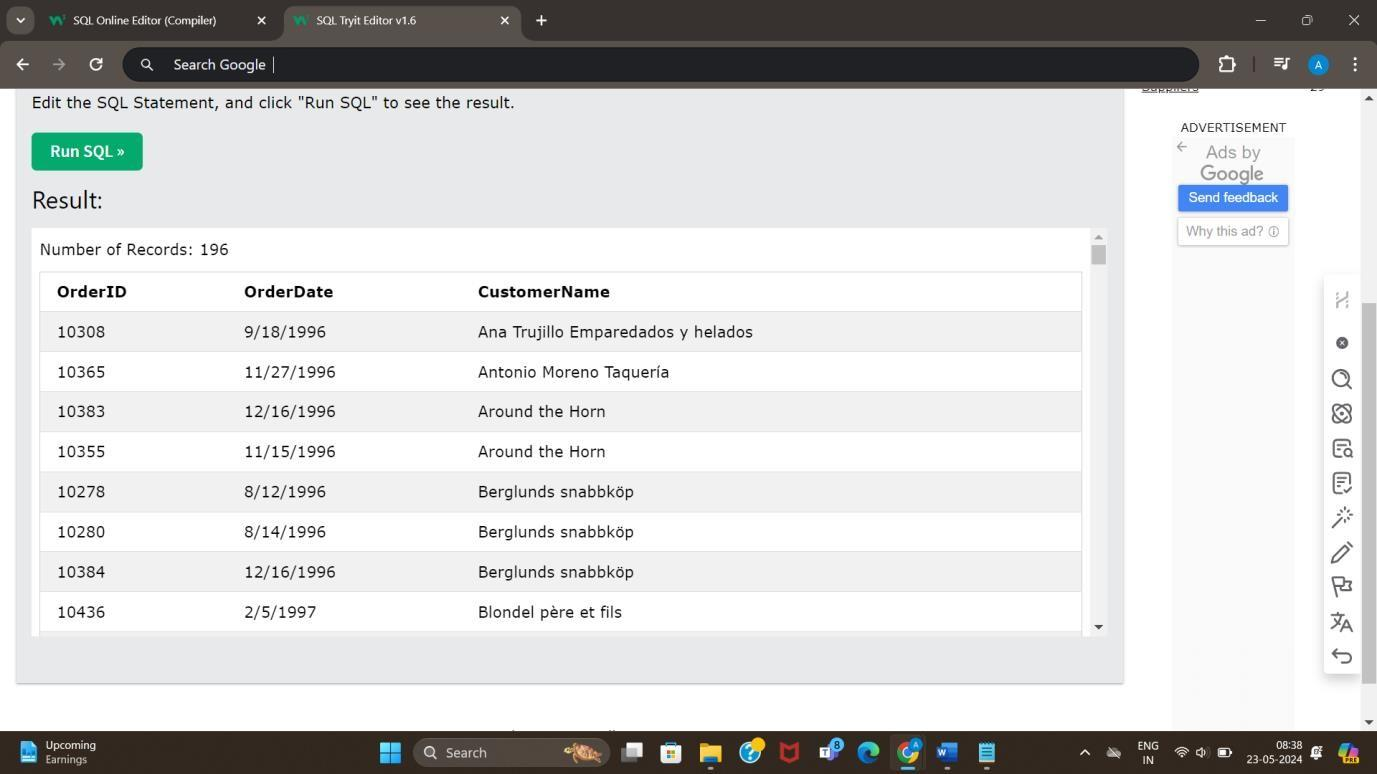 SQL Online Editor (Compiler)
SQL Tryit Editor v1.6
Search Google
A
Edit the SQL Statement, and click "Run SQL" to see the result.
Suppliers 29
ADVERTISEMENT
Run SQL »
Ads by
Google
Send feedback
Why this ad?
Result:
Number of Records: 196
OrderID OrderDate CustomerName
10308 9/18/1996 Ana Trujillo Emparedados y helados
10365 11/27/1996 Antonio Moreno Taquería
10383 12/16/1996 Around the Horn
10355 11/15/1996 Around the Horn
10278 8/12/1996 Berglunds snabbköp
10280 8/14/1996 Berglunds snabbköp
10384 12/16/1996 Berglunds snabbköp
10436 2/5/1997 Blondel père et fils
Upcoming
Earnings
Search
8
ENG
IN
08:38
23-05-2024
PRE